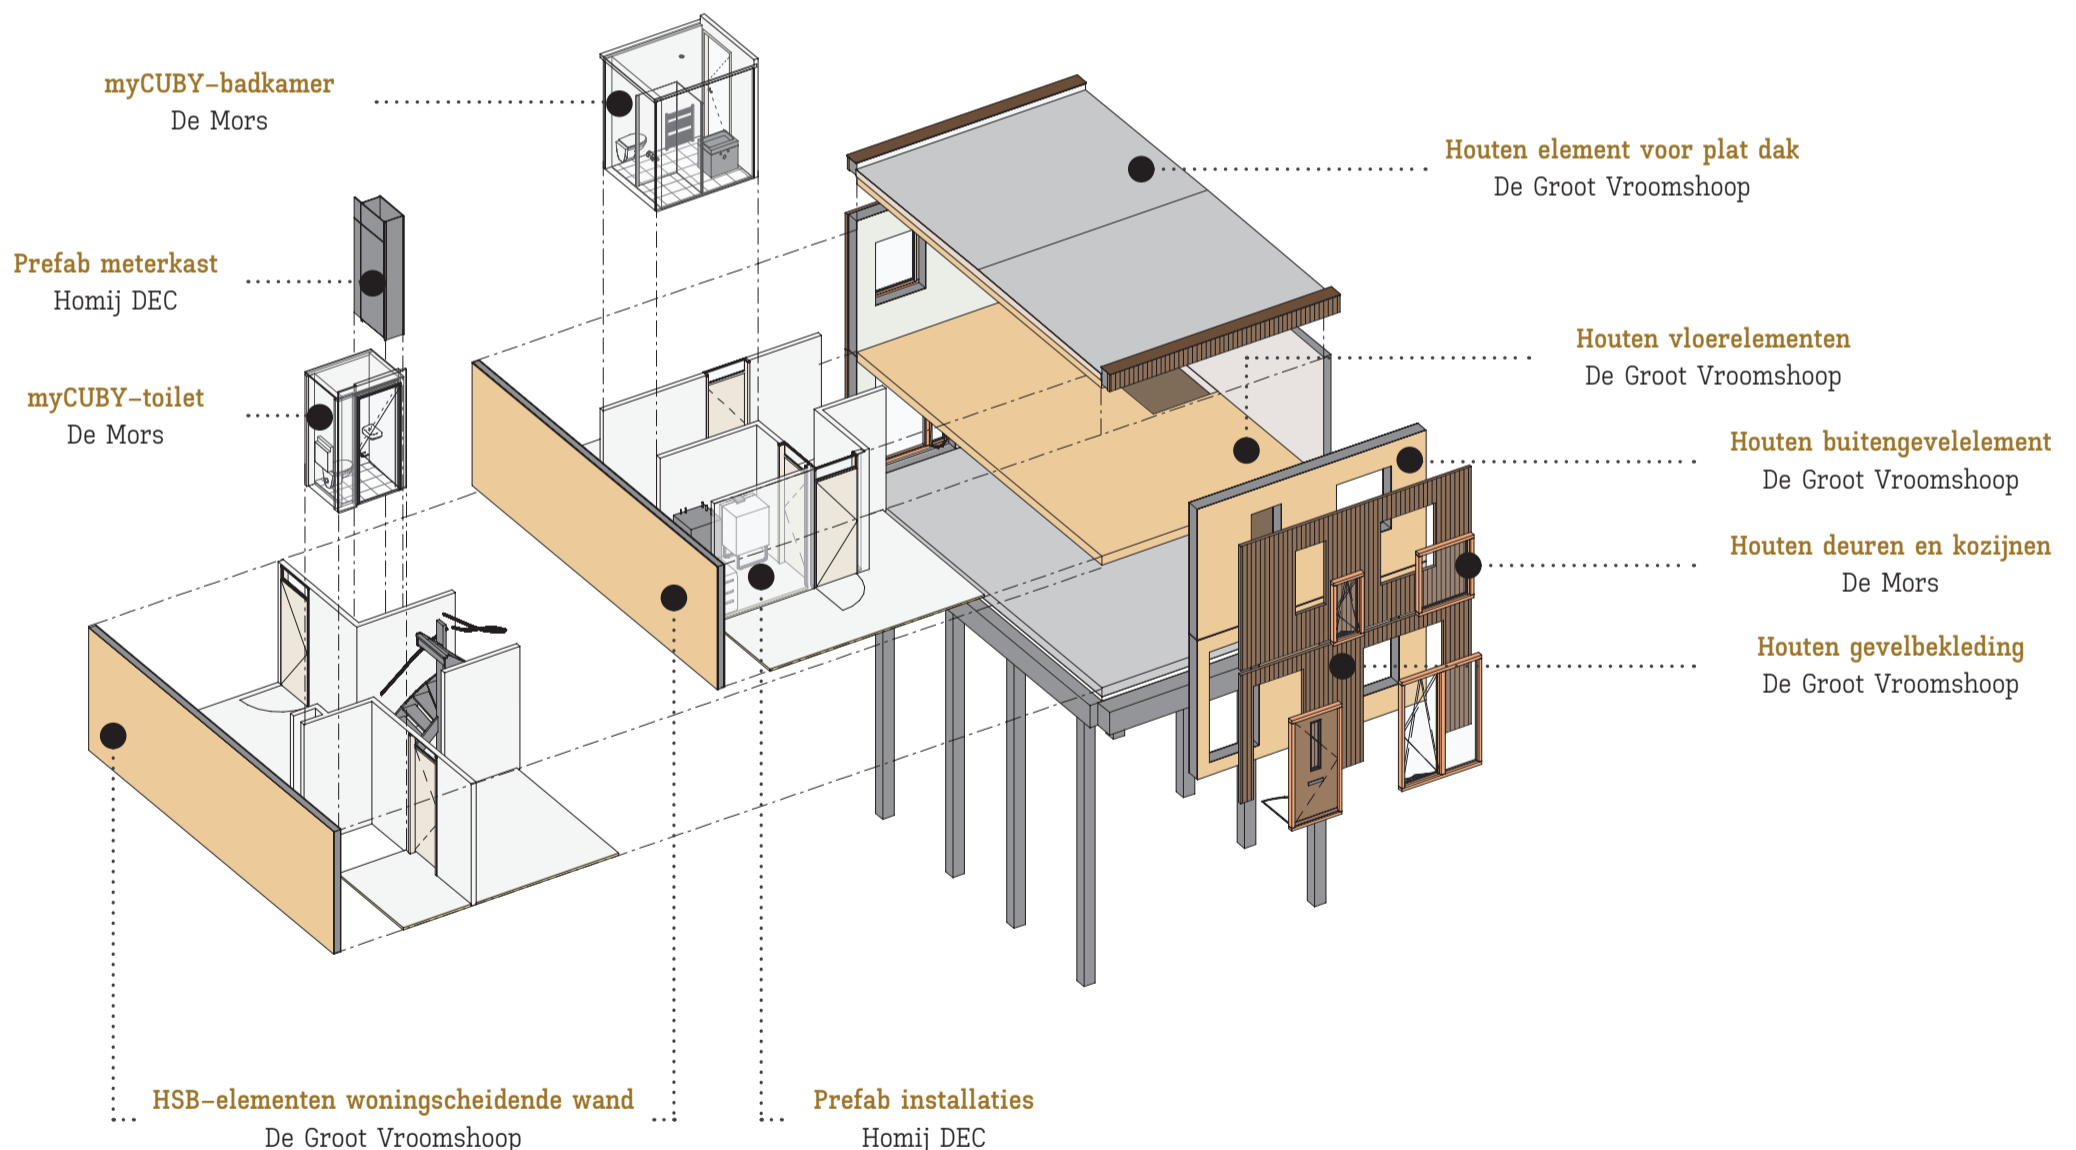 myCUBY–badkamer
De Mors
Prefab meterkast
Homij DEC
myCUBY–toilet
De Mors
Houten element voor plat dak
De Groot Vroomshoop
Houten vloerelementen
De Groot Vroomshoop
Houten buitengevelelement
De Groot Vroomshoop
Houten deuren en kozijnen
De Mors
Houten gevelbekleding
De Groot Vroomshoop
HSB–elementen woningscheidende wand
De Groot Vroomshoop
Prefab installaties
Homij DEC